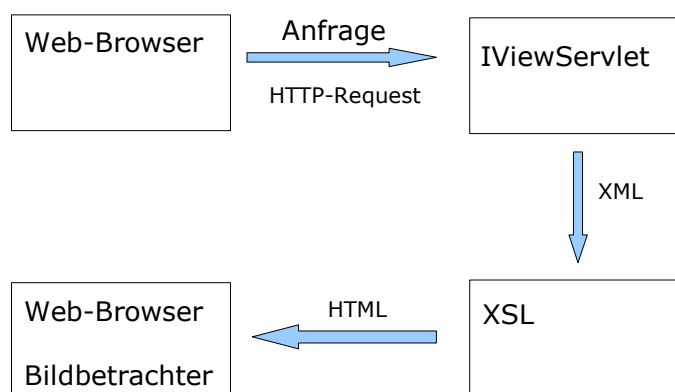 Web-Browser
Anfrage
HTTP-Request
IViewServlet
XML
Web-Browser
Bildbetrachter
HTML
XSL